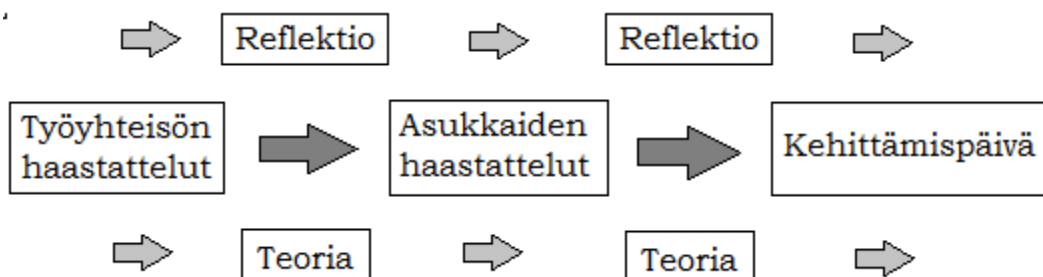 Reflektio
Reflektio
Työyhteisön
haastattelut
Asukkaiden
haastattelut
Kehittämispäivä
Teoria
Teoria